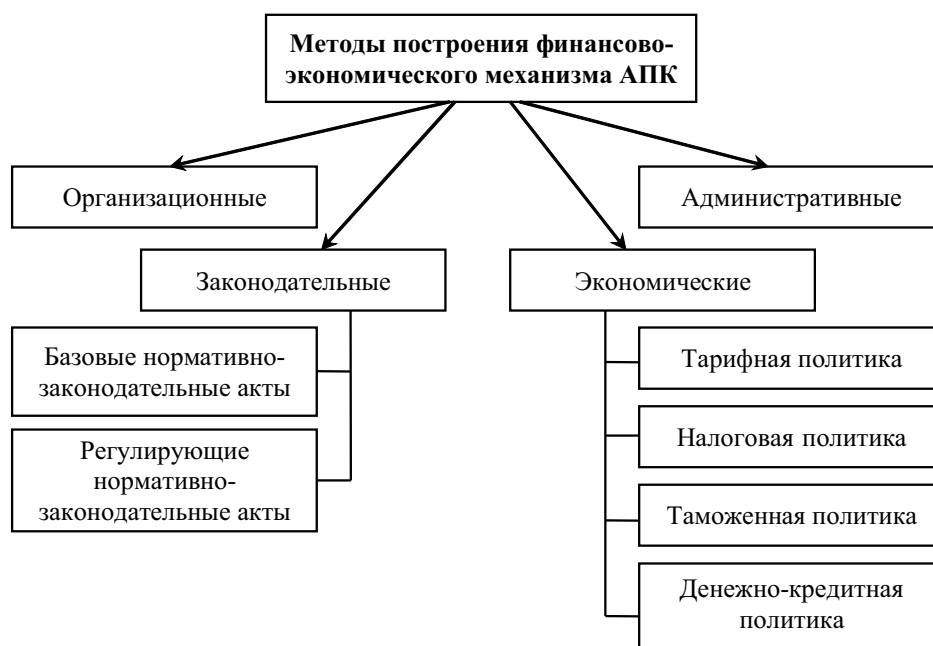 Методы построения финансово-
экономического механизма АПК
Организационные
Административные
Законодательные
Экономические
Базовые нормативно-
законодательные акты
Регулирующие
нормативно-
законодательные акты
Тарифная политика
Налоговая политика
Таможенная политика
Денежно-кредитная
политика